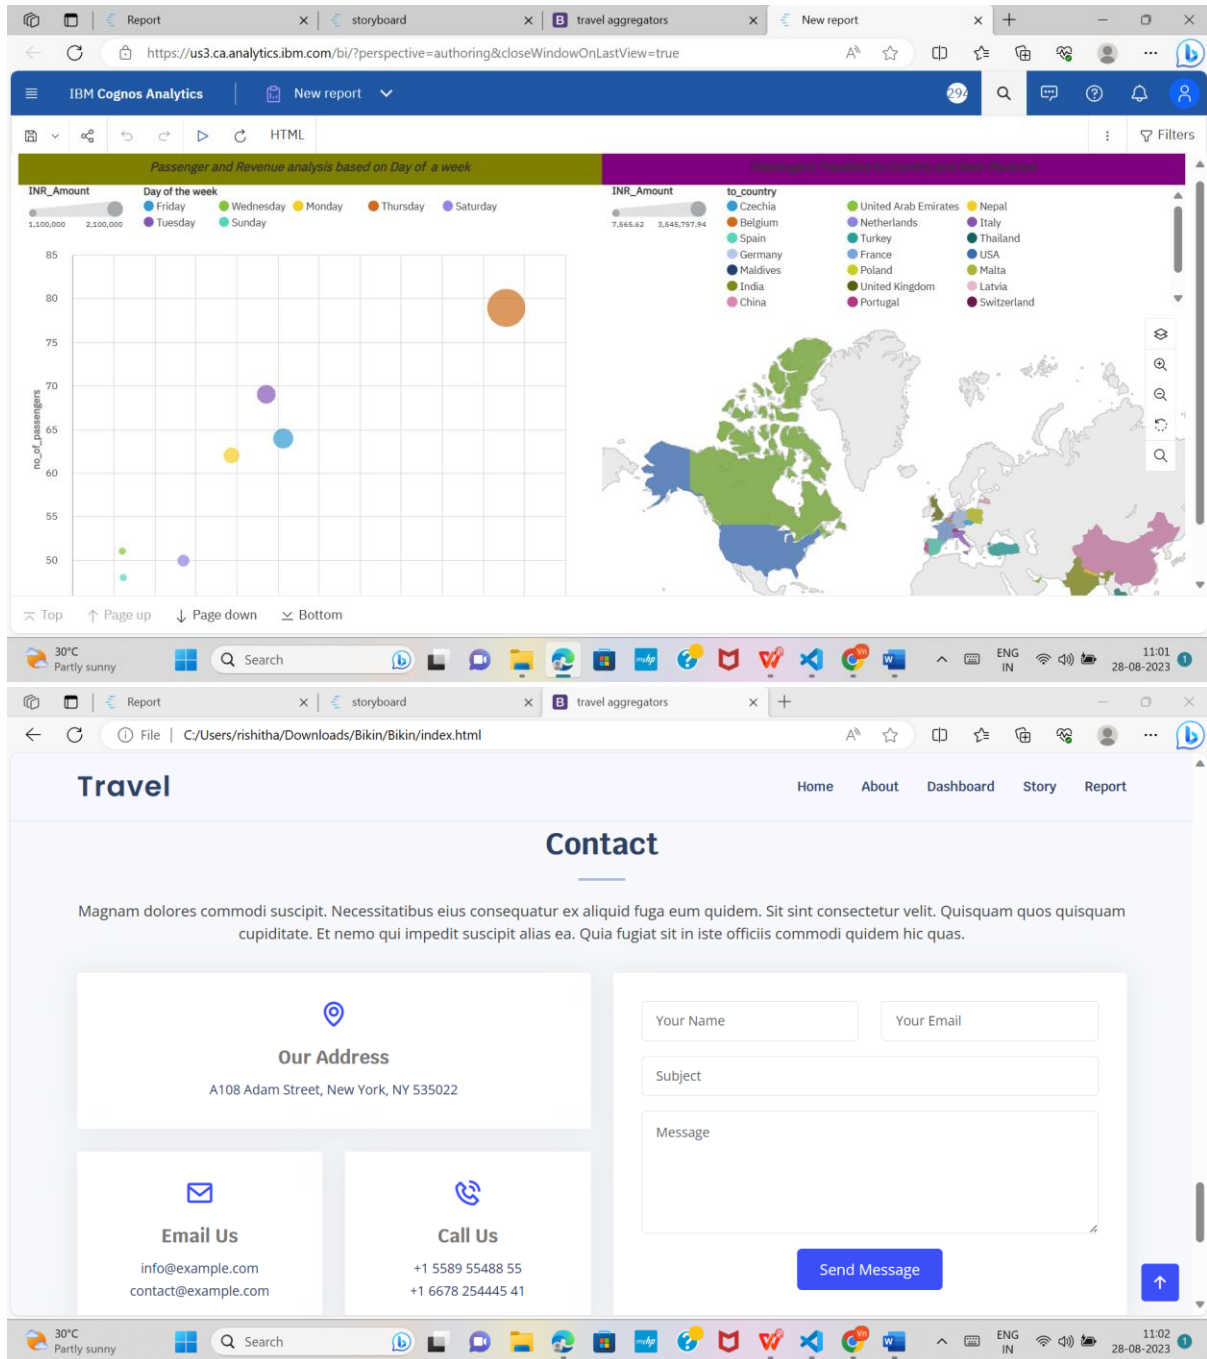 Report
storyboard
travel aggregators
New report
https://us3.ca.analytics.ibm.com/bi/?perspective=authoring&closeWindowOnLastView=true
IBM Cognos Analytics
New report
294
HTML
Filters
Passenger and Revenue analysis based on Day of a week
INR_Amount
1,100,000 2,100,000
Day of the week
Friday Wednesday Monday Thursday Saturday
Tuesday Sunday
85
80
75
70
65
60
55
50
no_of_passengers
INR_Amount
7,565.62 3,545,757.94
to_country
Czechia United Arab Emirates Nepal
Belgium Netherlands Italy
Spain Turkey Thailand
Germany France USA
Maldives Poland Malta
India United Kingdom Latvia
China Portugal Switzerland
Top Page up Page down Bottom
30°C
Partly sunny
Search
ENG
IN
11:01
28-08-2023
1
Report
storyboard
travel aggregators
File | C:/Users/rishitha/Downloads/Bikin/Bikin/index.html
Travel
Home About Dashboard Story Report
Contact
Magnam dolores commodi suscipit. Necessitatibus eius consequatur ex aliquid fuga eum quidem. Sit sint consectetur velit. Quisquam quos quisquam
cupiditate. Et nemo qui impedit suscipit alias ea. Quia fugiat sit in iste officiis commodi quidem hic quas.
Our Address
A108 Adam Street, New York, NY 535022
Email Us
info@example.com
contact@example.com
Call Us
+1 5589 55488 55
+1 6678 254445 41
Your Name
Your Email
Subject
Message
Send Message
30°C
Partly sunny
Search
ENG
IN
11:02
28-08-2023
1